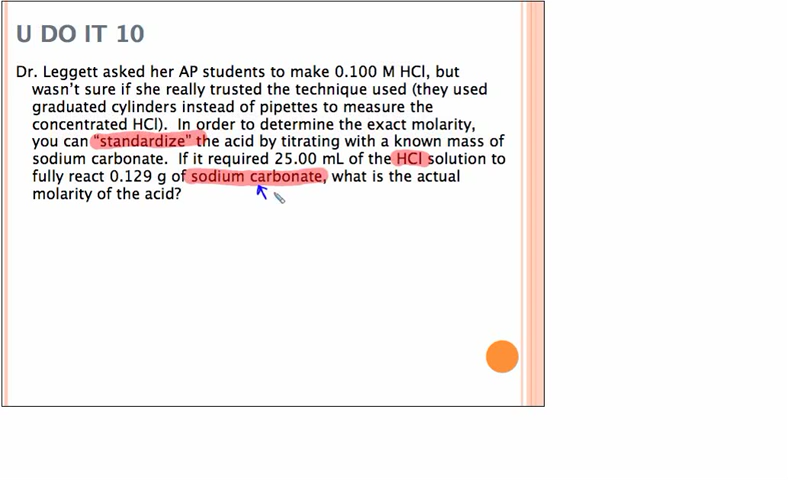 U DO IT 10
Dr. Leggett asked her AP students to make 0.100 M HCl, but
wasn't sure if she really trusted the technique used (they used
graduated cylinders instead of pipettes to measure the
concentrated HCl).  In order to determine the exact molarity,
you can "standardize" the acid by titrating with a known mass of
sodium carbonate.  If it required 25.00 mL of the HCl solution to
fully react 0.129 g of sodium carbonate, what is the actual
molarity of the acid?